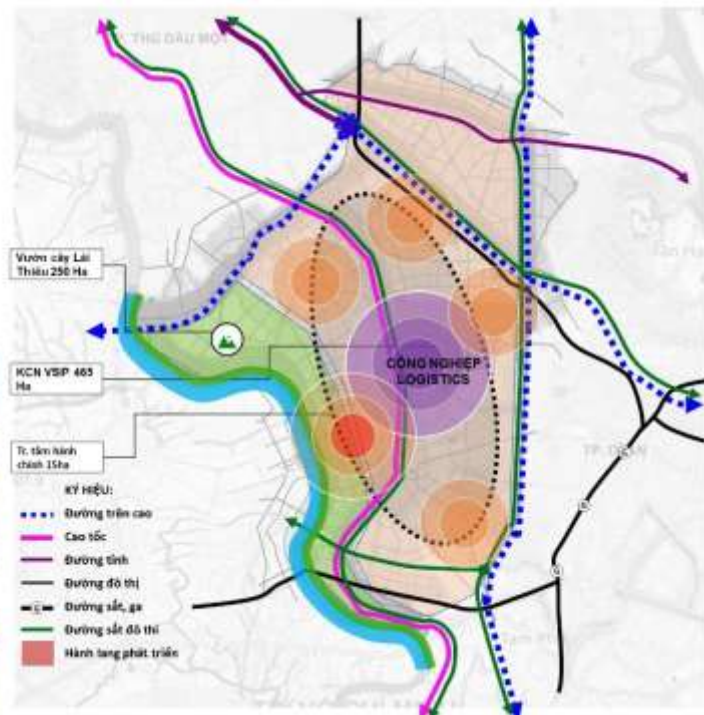 THỦ DẦU MỘT
Vườn cây Lái
Thiêu 250 Ha
KCN VSIP 465
Ha
CÔNG NGHIỆP
LOGISTICS
Tr. tâm hành
chính 15ha
KÝ HIỆU:
Đường trên cao
Cao tốc
Đường tỉnh
Đường đô thị
Đường sắt, ga
Đường sắt đô thị
Hành lang phát triển